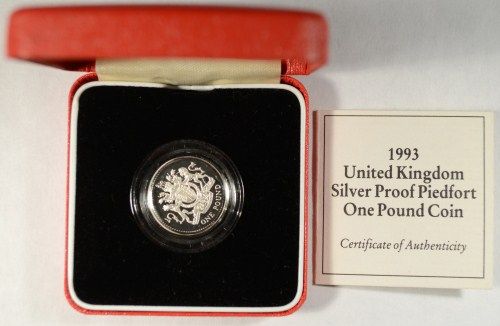 ONE POUND
1993
United Kingdom
Silver Proof Piedfort
One Pound Coin
Certificate of Authenticity